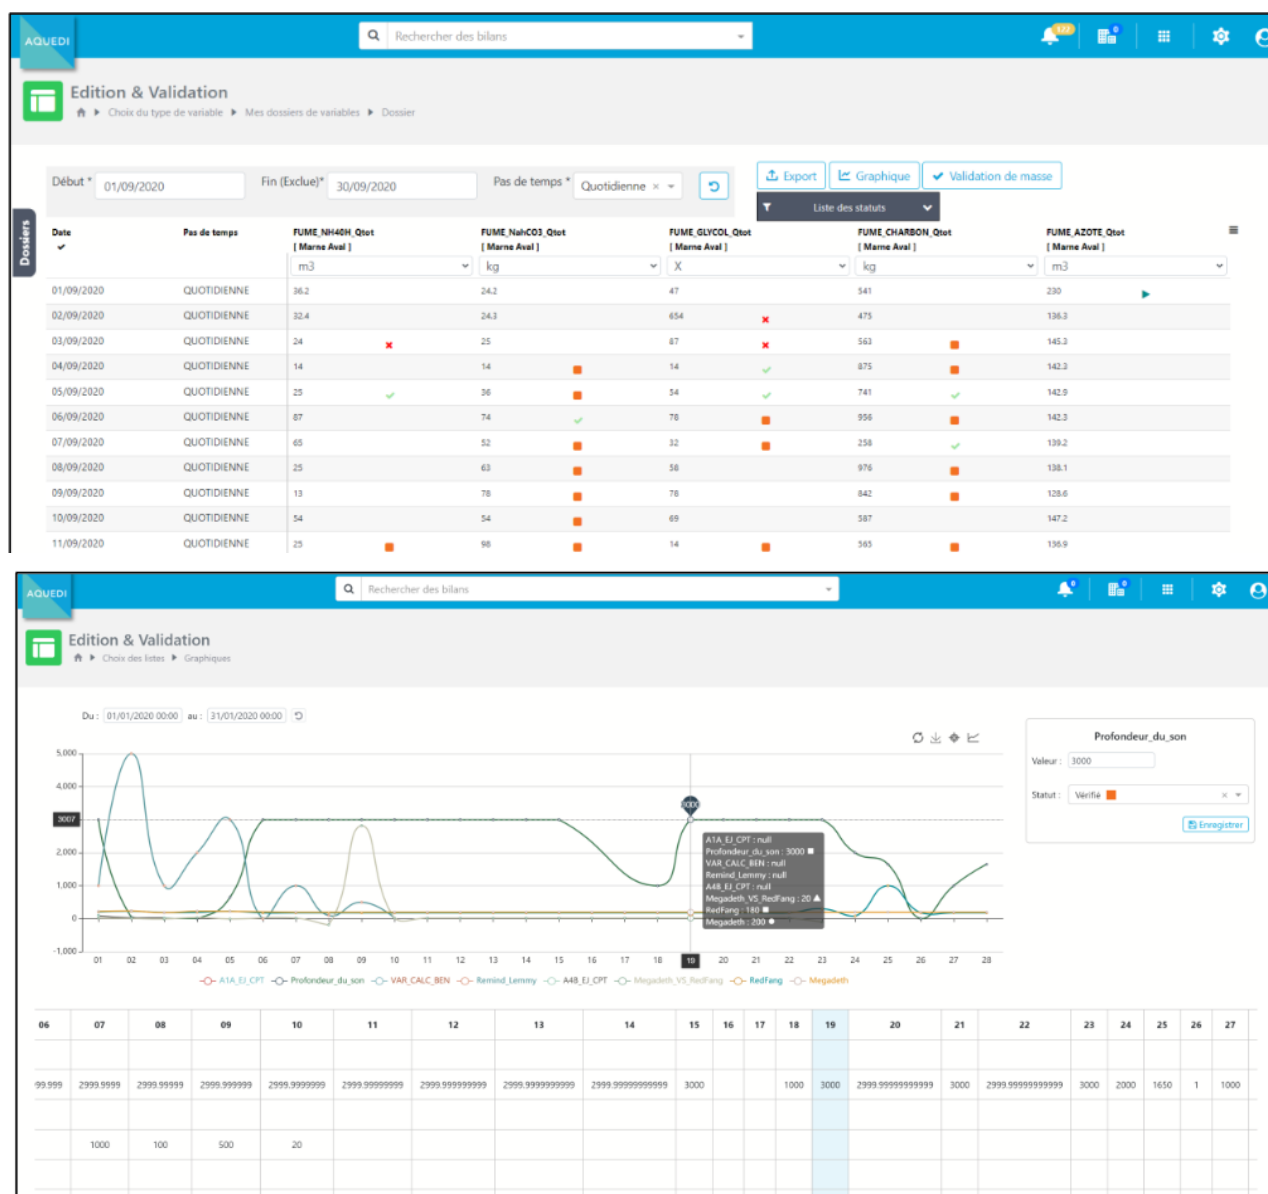 AQUEDI
Rechercher des bilans
122
0
Edition & Validation
Choix du type de variable Mes dossiers de variables Dossier
Dossiers
Début * 01/09/2020 Fin (Exclue)* 30/09/2020 Pas de temps * Quotidienne ×
Export Graphique Validation de masse
Liste des statuts
Date Pas de temps FUME_NH4OH_Qtot FUME_NahCO3_Qtot FUME_GLYCOL_Qtot FUME_CHARBON_Qtot FUME_AZOTE_Qtot
[ Marne Aval ] [ Marne Aval ] [ Marne Aval ] [ Marne Aval ] [ Marne Aval ]
m3 kg X kg m3
01/09/2020 QUOTIDIENNE 36.2 24.2 47 541 230
02/09/2020 QUOTIDIENNE 32.4 24.3 654 475 136.3
03/09/2020 QUOTIDIENNE 24 25 87 563 145.3
04/09/2020 QUOTIDIENNE 14 14 14 875 142.3
05/09/2020 QUOTIDIENNE 25 36 54 741 142.9
06/09/2020 QUOTIDIENNE 87 74 78 956 142.3
07/09/2020 QUOTIDIENNE 65 52 32 258 139.2
08/09/2020 QUOTIDIENNE 25 63 58 976 138.1
09/09/2020 QUOTIDIENNE 13 78 78 842 128.6
10/09/2020 QUOTIDIENNE 54 54 69 587 147.2
11/09/2020 QUOTIDIENNE 25 98 14 565 136.9
AQUEDI
Rechercher des bilans
0
0
Edition & Validation
Choix des listes Graphiques
Du : 01/01/2020 00:00 au : 31/01/2020 00:00
Profondeur_du_son
Valeur : 3000
Statut : Vérifié ×
Enregistrer
5,000
4,000
3007
2,000
1,000
0
-1,000
3000
A1A_EJ_CPT : null
Profondeur_du_son : 3000
VAR_CALC_BEN : null
Remind_Lemmy : null
A4B_EJ_CPT : null
Megadeth_VS_RedFang : 20
RedFang : 180
Megadeth : 200
01 02 03 04 05 06 07 08 09 10 11 12 13 14 15 16 17 18 19 20 21 22 23 24 25 26 27 28
A1A_EJ_CPT Profondeur_du_son VAR_CALC_BEN Remind_Lemmy A4B_EJ_CPT Megadeth_VS_RedFang RedFang Megadeth
06 07 08 09 10 11 12 13 14 15 16 17 18 19 20 21 22 23 24 25 26 27
99.999 2999.9999 2999.99999 2999.999999 2999.9999999 2999.99999999 2999.999999999 2999.9999999999 2999.99999999999 3000 1000 3000 2999.99999999999 3000 2999.99999999999 3000 2000 1650 1 1000
1000 100 500 20